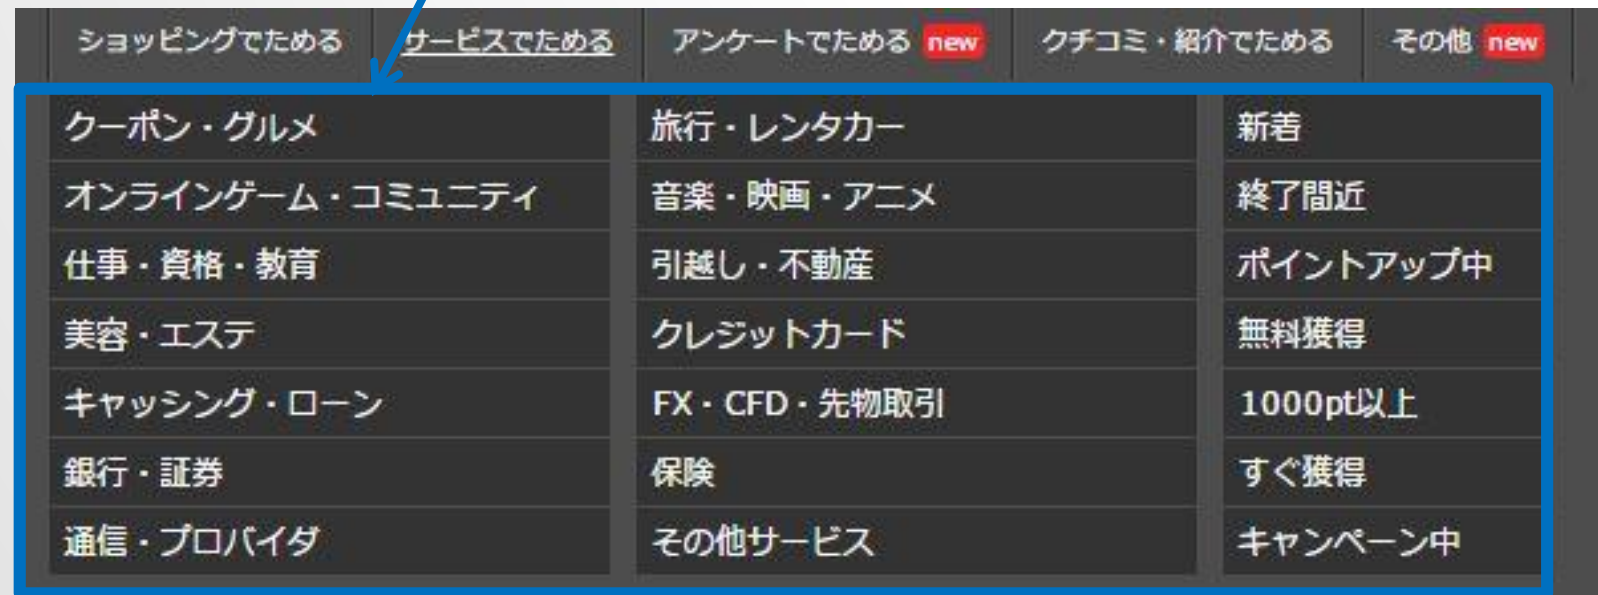 ショッピングでためる サービスでためる アンケートでためる new クチコミ・紹介でためる その他 new
クーポン・グルメ 旅行・レンタカー 新着
オンラインゲーム・コミュニティ 音楽・映画・アニメ 終了間近
仕事・資格・教育 引越し・不動産 ポイントアップ中
美容・エステ クレジットカード 無料獲得
キャッシング・ローン FX・CFD・先物取引 1000pt以上
銀行・証券 保険 すぐ獲得
通信・プロバイダ その他サービス キャンペーン中